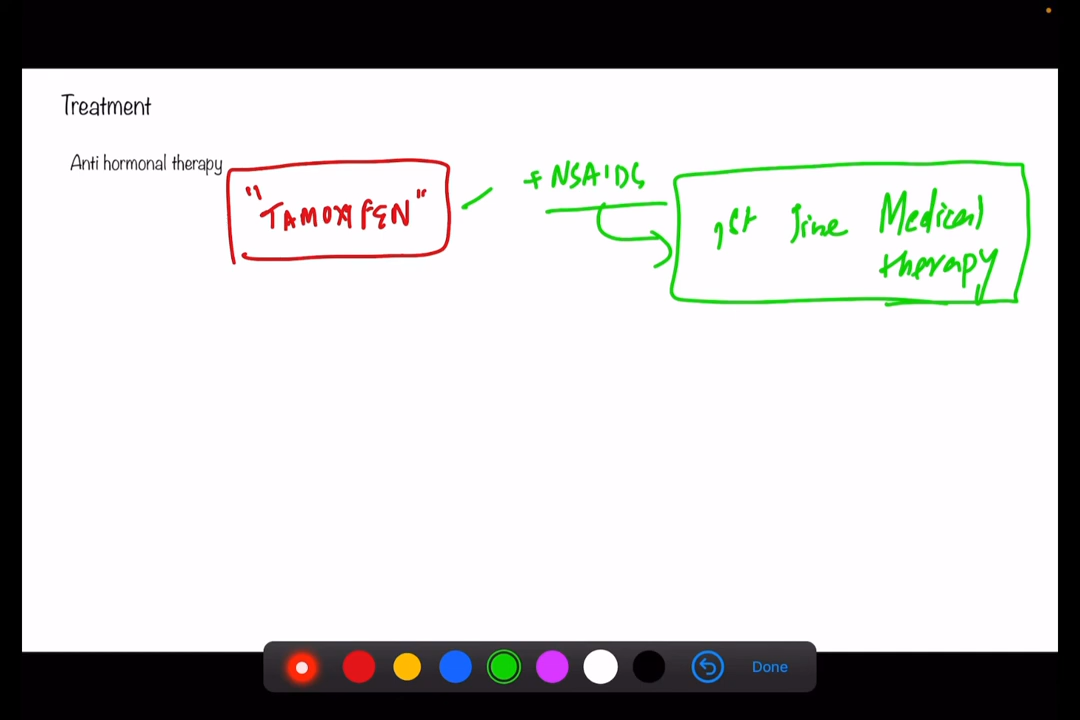 Treatment
Anti hormonal therapy
"TAMOXIFEN"
+ NSAIDS
1st line Medical
therapy
Done